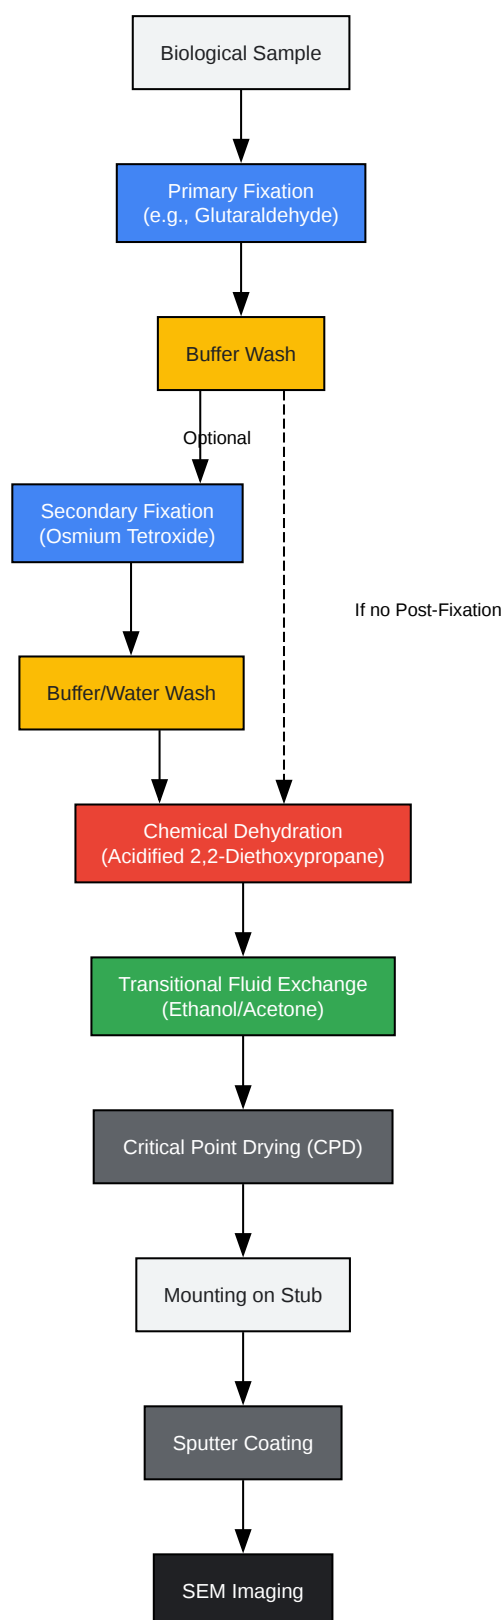 Biological Sample
Primary Fixation
(e.g., Glutaraldehyde)
Buffer Wash
Optional
Secondary Fixation
(Osmium Tetroxide)
If no Post-Fixation
Buffer/Water Wash
Chemical Dehydration
(Acidified 2,2-Diethoxypropane)
Transitional Fluid Exchange
(Ethanol/Acetone)
Critical Point Drying (CPD)
Mounting on Stub
Sputter Coating
SEM Imaging